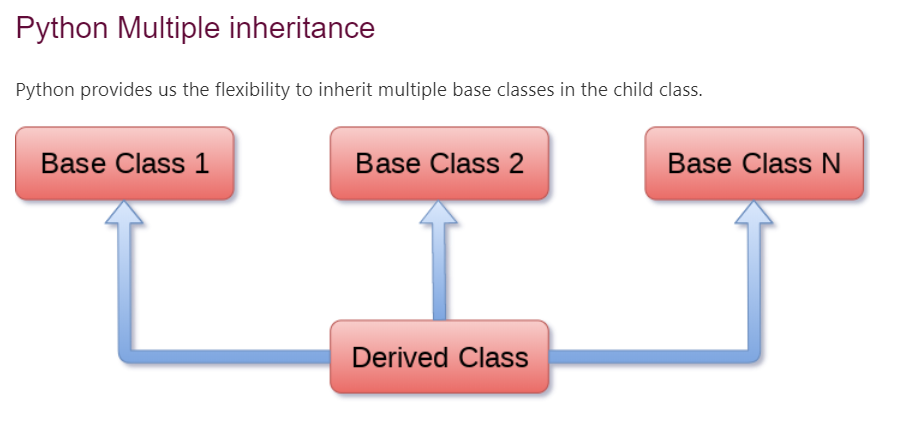 Python Multiple inheritance
Python provides us the flexibility to inherit multiple base classes in the child class.
Base Class 1
Base Class 2
Base Class N
Derived Class